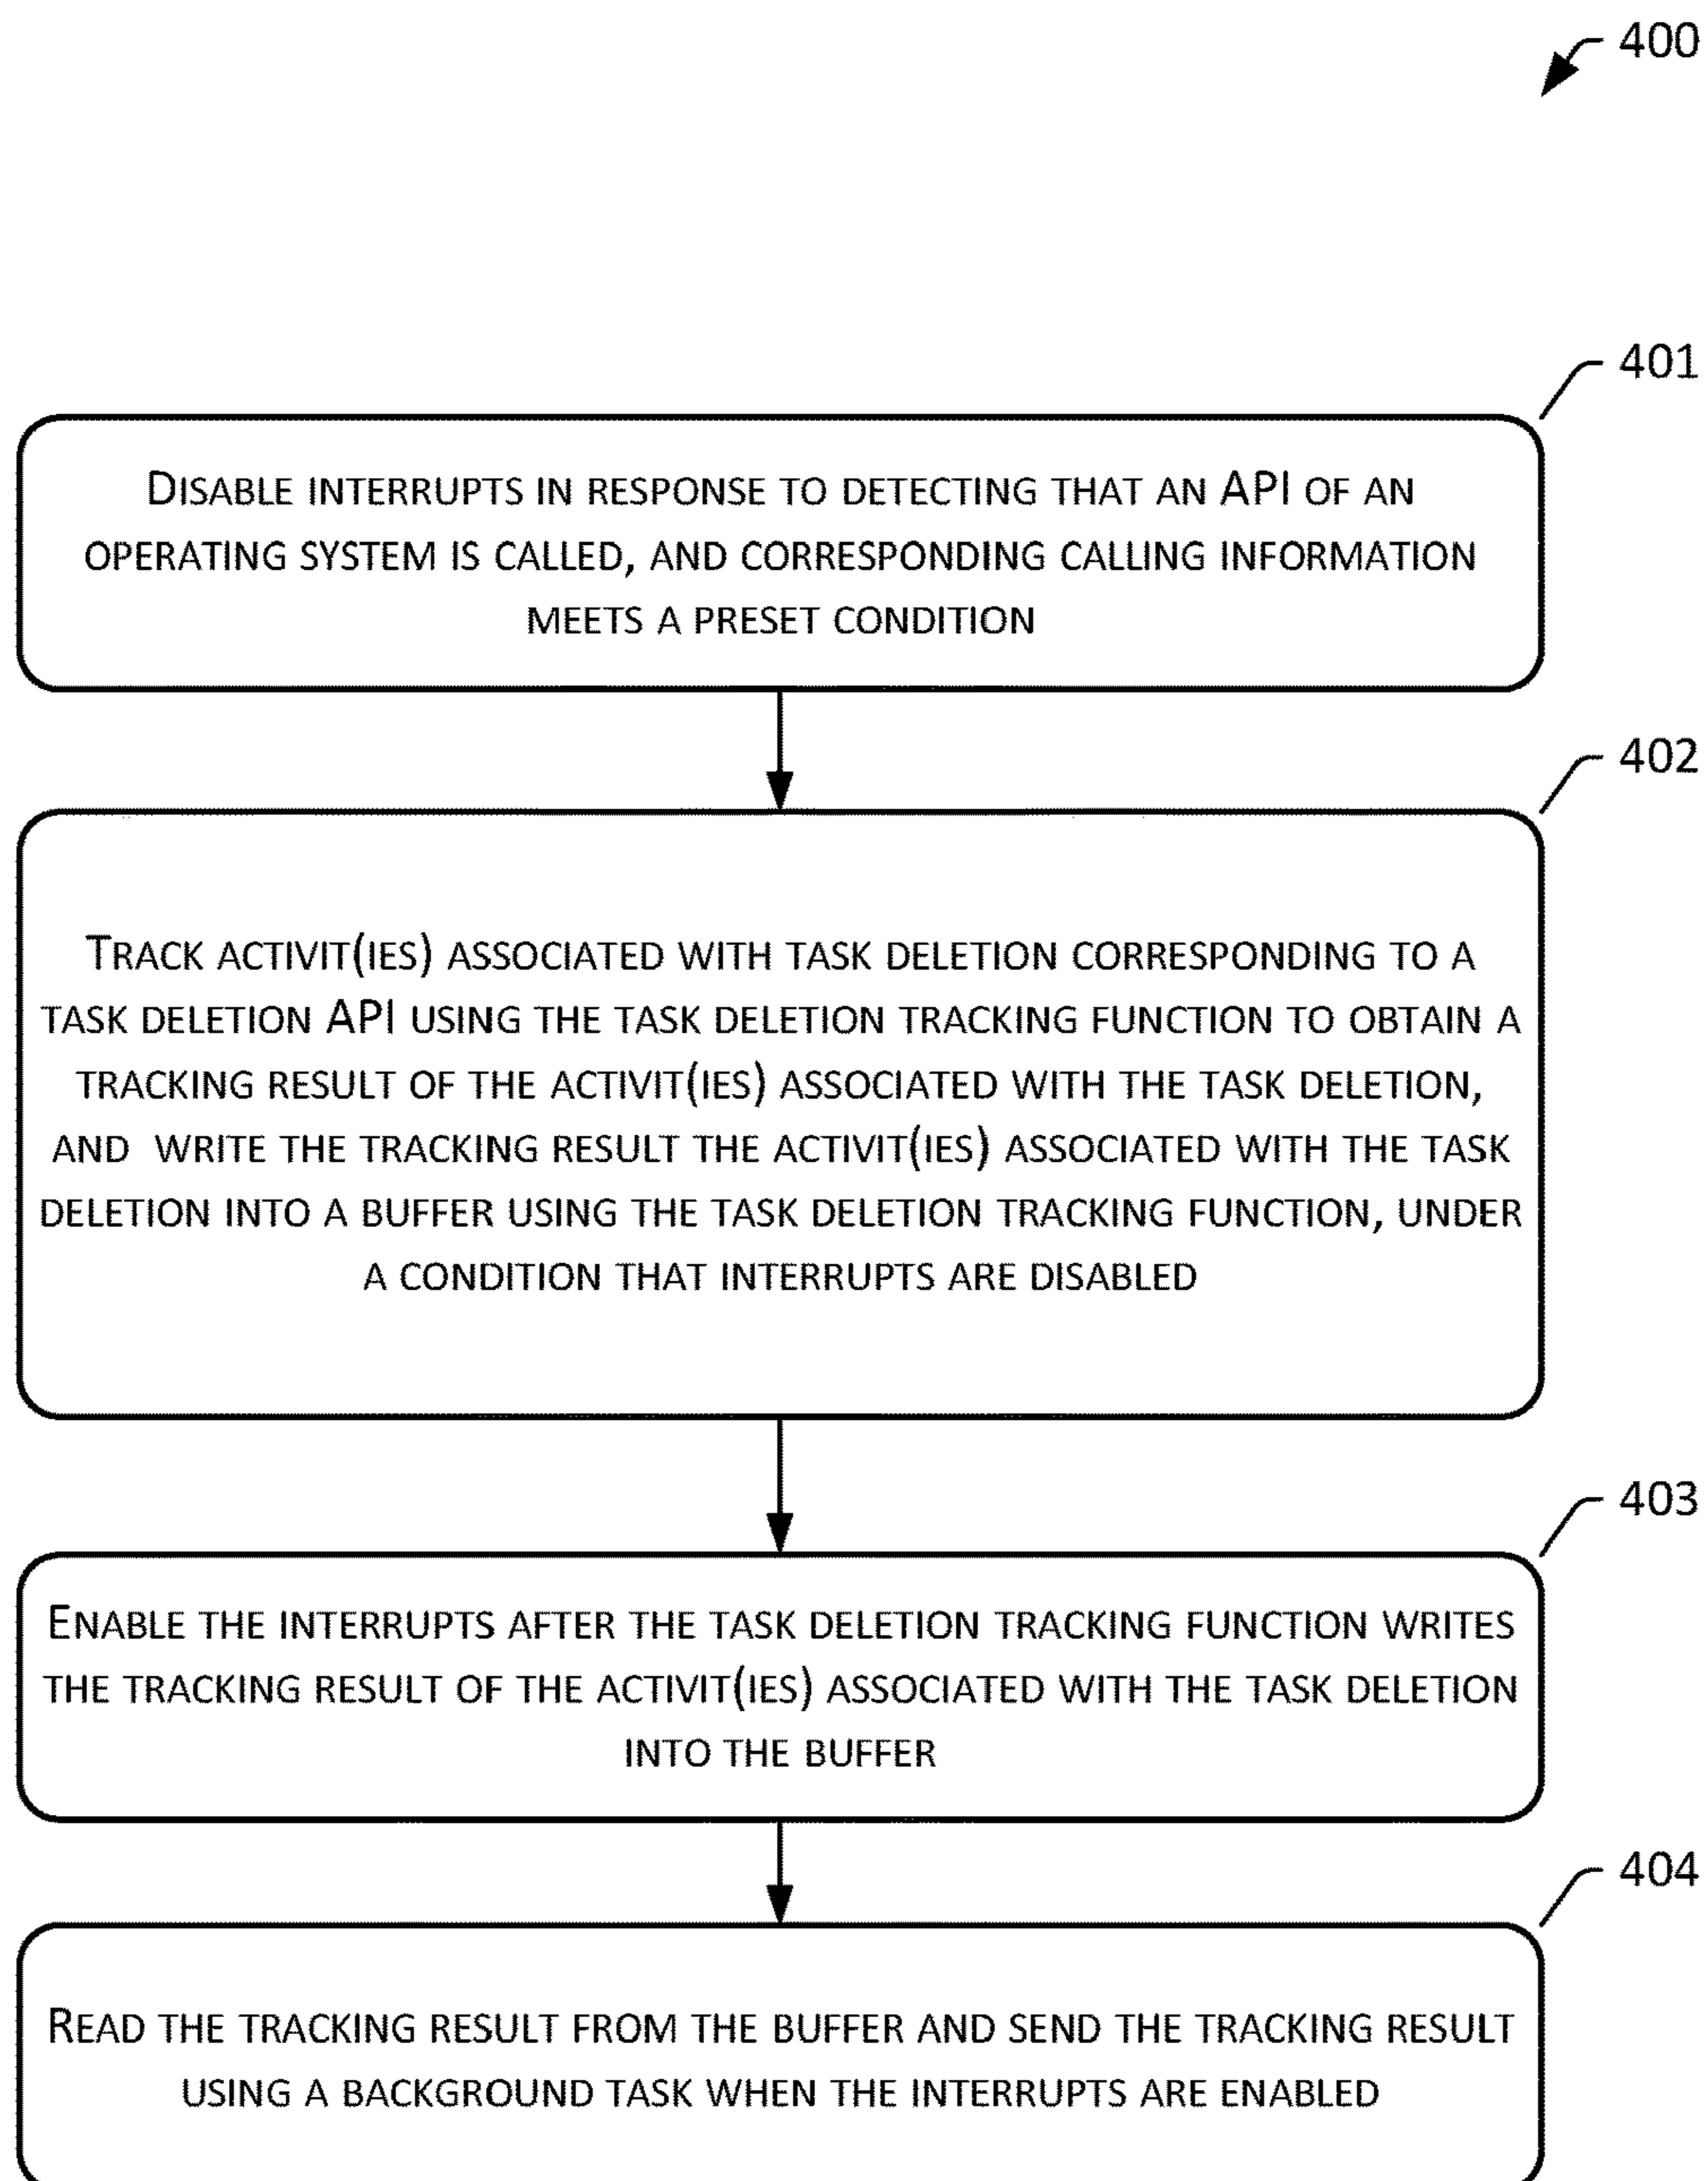 400
401
DISABLE INTERRUPTS IN RESPONSE TO DETECTING THAT AN API OF AN
OPERATING SYSTEM IS CALLED, AND CORRESPONDING CALLING INFORMATION
MEETS A PRESET CONDITION
402
TRACK ACTIVIT(IES) ASSOCIATED WITH TASK DELETION CORRESPONDING TO A
TASK DELETION API USING THE TASK DELETION TRACKING FUNCTION TO OBTAIN A
TRACKING RESULT OF THE ACTIVIT(IES) ASSOCIATED WITH THE TASK DELETION,
AND WRITE THE TRACKING RESULT THE ACTIVIT(IES) ASSOCIATED WITH THE TASK
DELETION INTO A BUFFER USING THE TASK DELETION TRACKING FUNCTION, UNDER
A CONDITION THAT INTERRUPTS ARE DISABLED
403
ENABLE THE INTERRUPTS AFTER THE TASK DELETION TRACKING FUNCTION WRITES
THE TRACKING RESULT OF THE ACTIVIT(IES) ASSOCIATED WITH THE TASK DELETION
INTO THE BUFFER
404
READ THE TRACKING RESULT FROM THE BUFFER AND SEND THE TRACKING RESULT
USING A BACKGROUND TASK WHEN THE INTERRUPTS ARE ENABLED